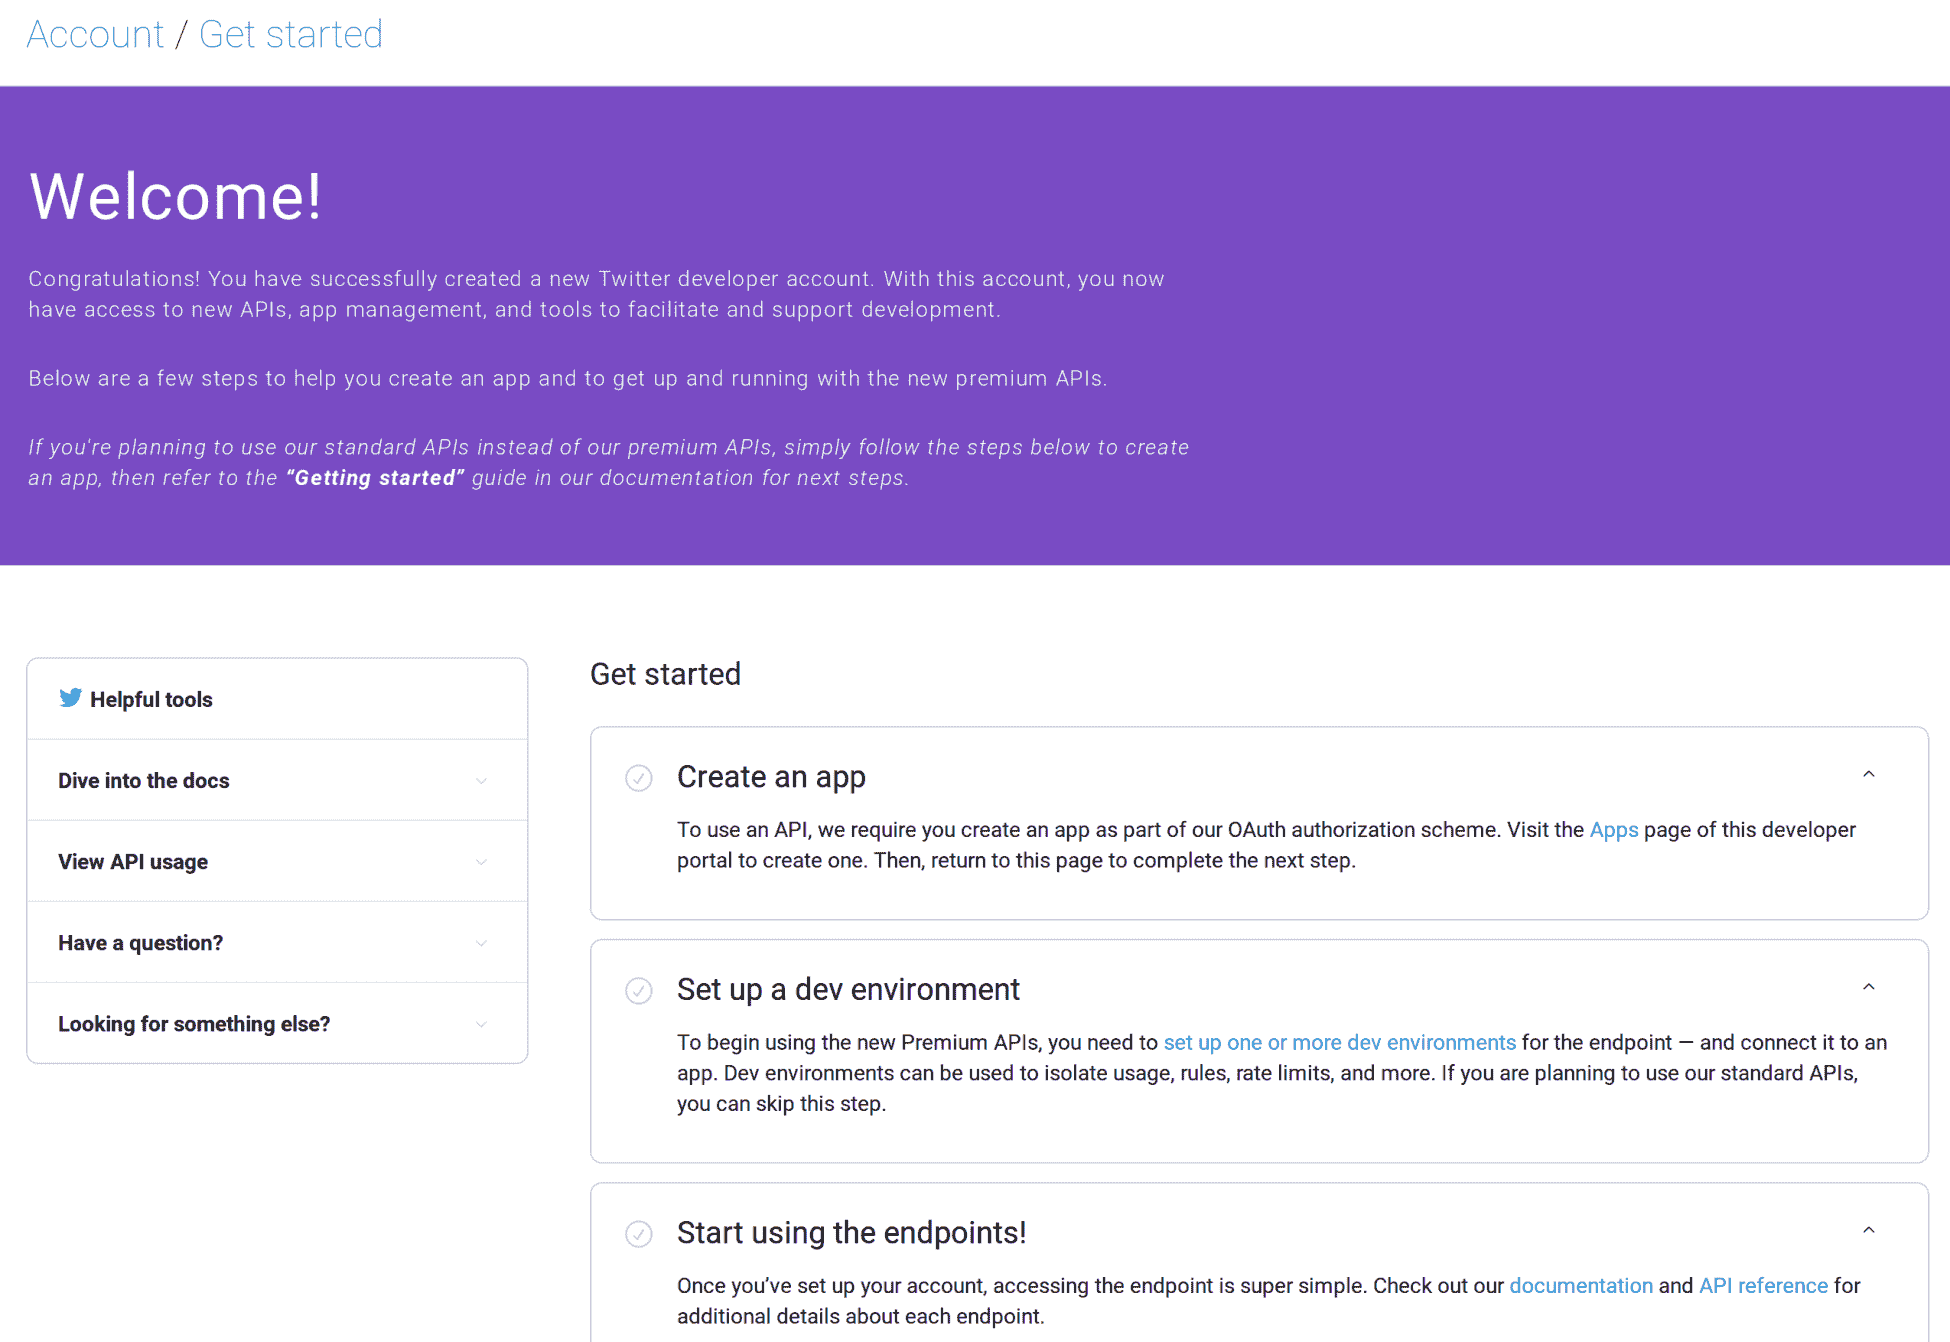 Account / Get started
Welcome!
Congratulations! You have successfully created a new Twitter developer account. With this account, you now
have access to new APIs, app management, and tools to facilitate and support development.
Below are a few steps to help you create an app and to get up and running with the new premium APIs.
If you're planning to use our standard APIs instead of our premium APIs, simply follow the steps below to create
an app, then refer to the “Getting started” guide in our documentation for next steps.
Helpful tools
Dive into the docs
View API usage
Have a question?
Looking for something else?
Get started
Create an app
To use an API, we require you create an app as part of our OAuth authorization scheme. Visit the Apps page of this developer
portal to create one. Then, return to this page to complete the next step.
Set up a dev environment
To begin using the new Premium APIs, you need to set up one or more dev environments for the endpoint — and connect it to an
app. Dev environments can be used to isolate usage, rules, rate limits, and more. If you are planning to use our standard APIs,
you can skip this step.
Start using the endpoints!
Once you’ve set up your account, accessing the endpoint is super simple. Check out our documentation and API reference for
additional details about each endpoint.